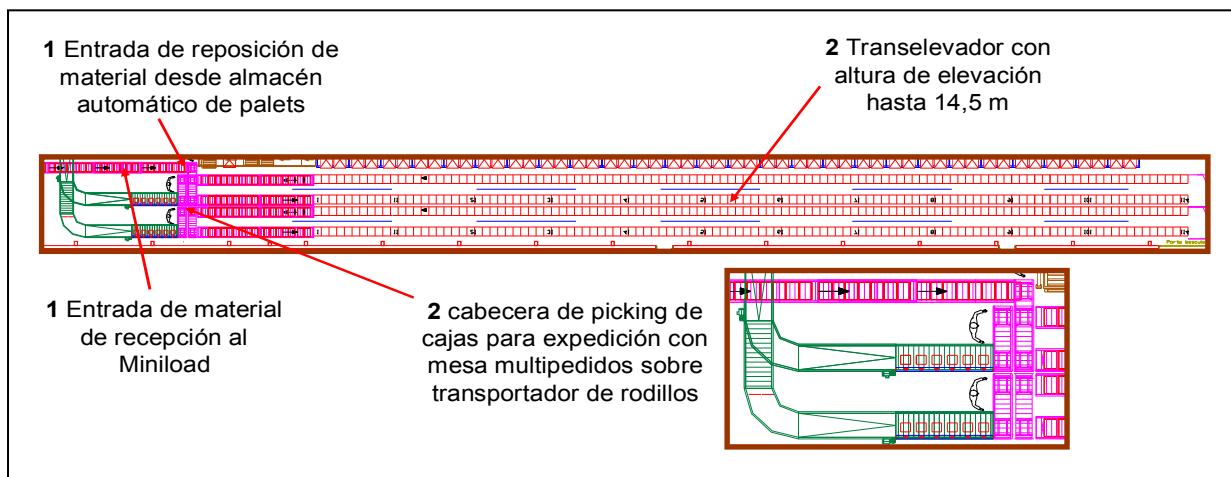 1 Entrada de reposición de
material desde almacén
automático de palets
2 Transelevador con
altura de elevación
hasta 14,5 m
1 Entrada de material
de recepción al
Miniload
2 cabecera de picking de
cajas para expedición con
mesa multipedidos sobre
transportador de rodillos